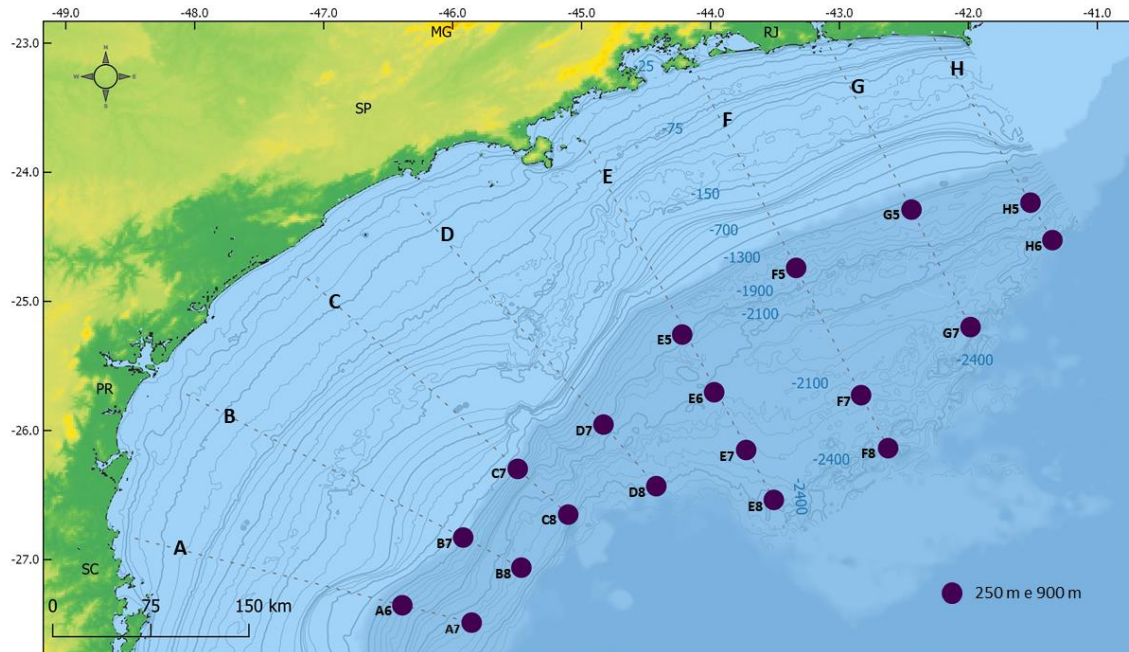 -48.0 -47.0 -46.0 -45.0 -44.0 -43.0 -42.0 -41.0
-49.0
MG RJ
-23.0
N
W E
S
-25
H
G
SP
-75
F
-24.0
E
-150
H5
G5
D
-700
H6
-1300
F5
-25.0
-1900
C
-2100
E5
G7
-2400
PR
-2100
E6
F7
B
-26.0
D7
E7
F8
-2400
C7
D8
-2400
E8
C8
B7
-27.0
A
B8
SC
250 m e 900 m
0 75 150 km
A6
A7